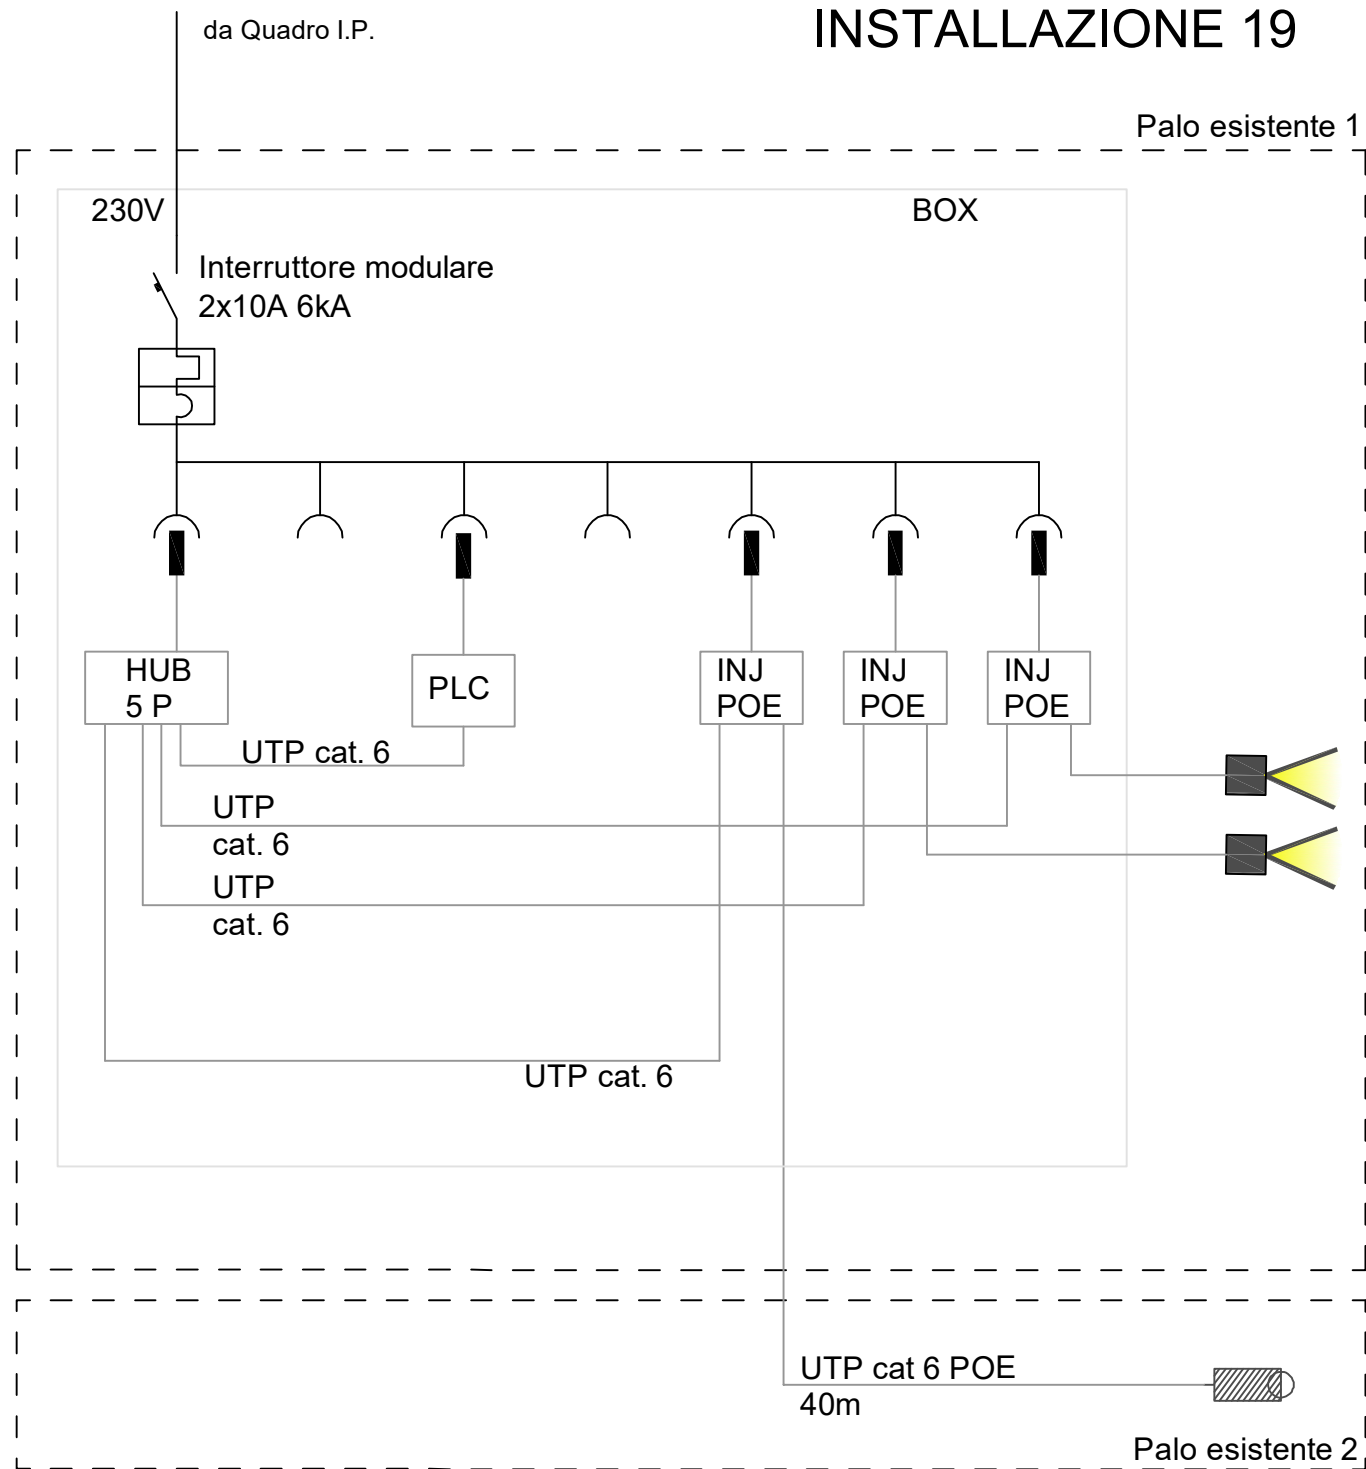 da Quadro I.P.
INSTALLAZIONE 19
Palo esistente 1
230V
BOX
Interruttore modulare
2x10A 6kA
HUB
5 P
PLC
INJ
POE
INJ
POE
INJ
POE
UTP cat. 6
UTP
cat. 6
UTP
cat. 6
UTP cat. 6
UTP cat 6 POE
40m
Palo esistente 2